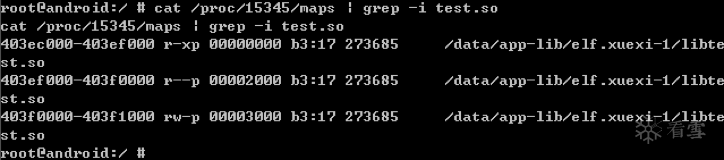 root@android:/ # cat /proc/15345/maps | grep -i test.so
cat /proc/15345/maps | grep -i test.so
403ec000-403ef000 r-xp 00000000 b3:17 273685     /data/app-lib/elf.xuexi-1/libte
st.so
403ef000-403f0000 r--p 00002000 b3:17 273685     /data/app-lib/elf.xuexi-1/libte
st.so
403f0000-403f1000 rw-p 00003000 b3:17 273685     /data/app-lib/elf.xuexi-1/libte
st.so
root@android:/ #
看雪